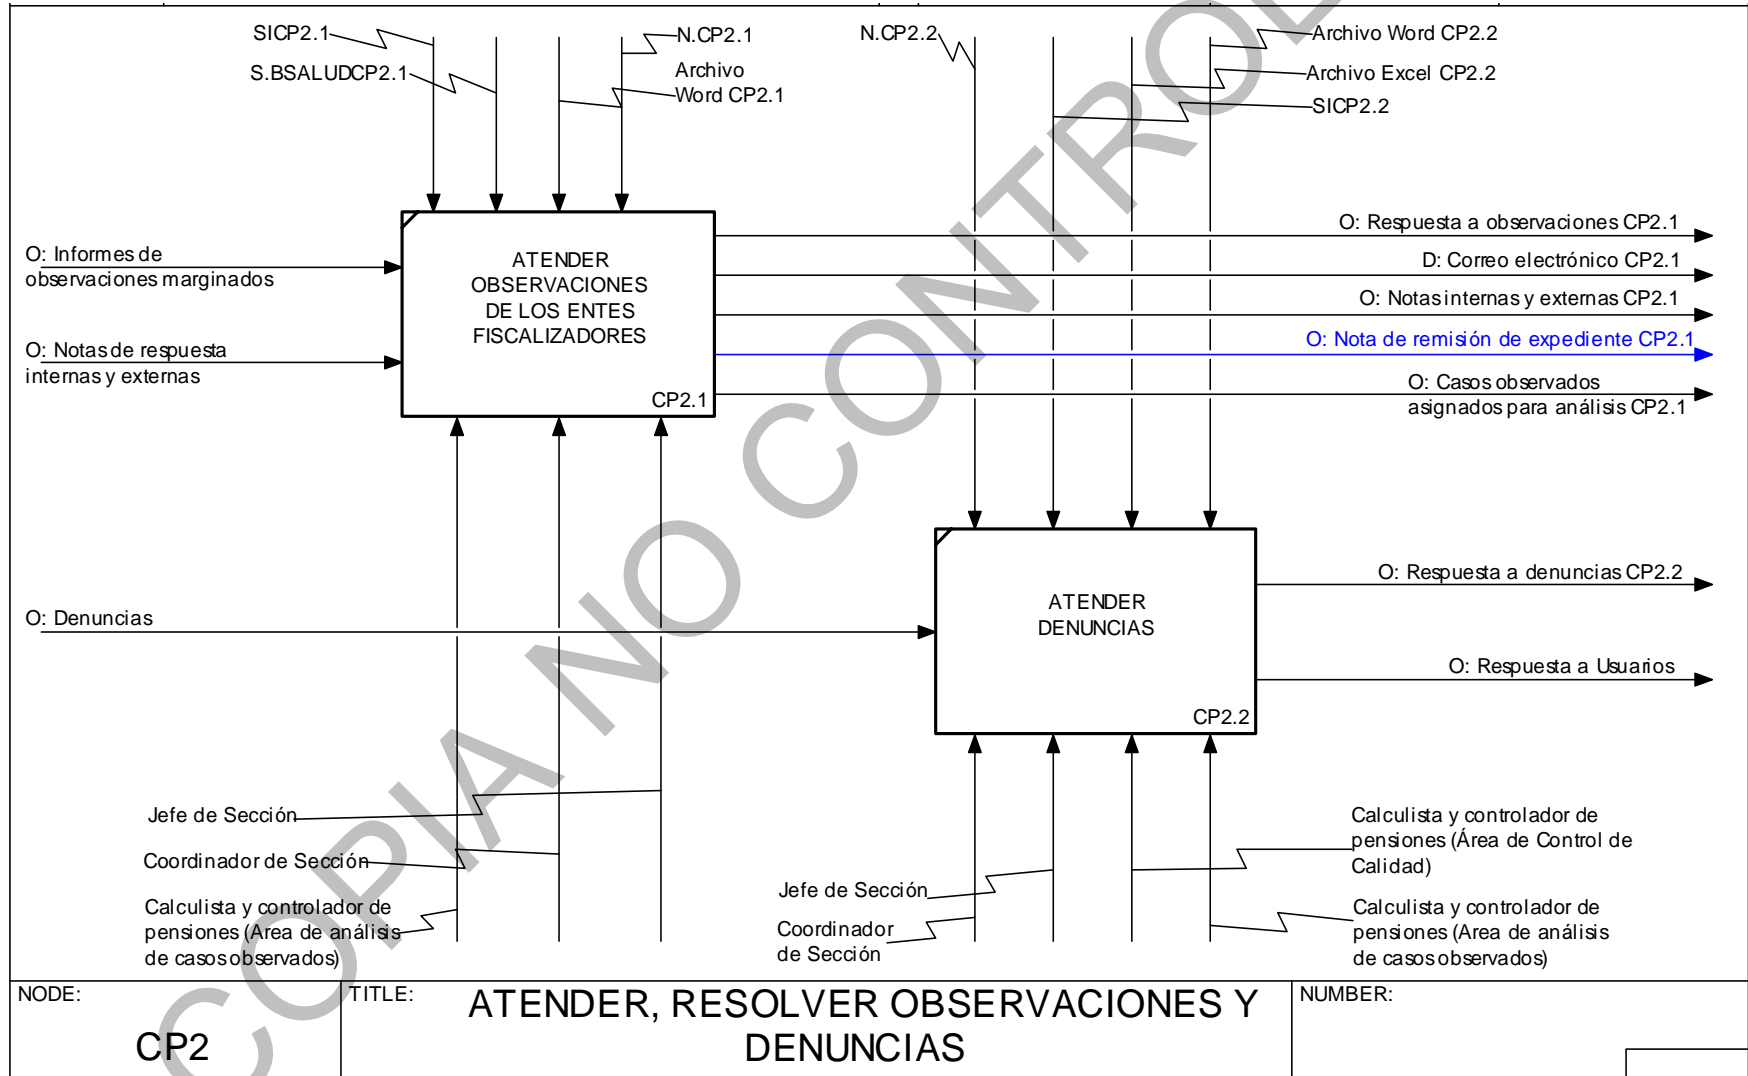 SICP2.1
S.BSALUDCP2.1
N.CP2.1
Archivo
Word CP2.1
N.CP2.2
Archivo Word CP2.2
Archivo Excel CP2.2
SICP2.2
O: Informes de
observaciones marginados
O: Notas de respuesta
internas y externas
ATENDER
OBSERVACIONES
DE LOS ENTES
FISCALIZADORES
CP2.1
O: Respuesta a observaciones CP2.1
D: Correo electrónico CP2.1
O: Notas internas y externas CP2.1
O: Nota de remisión de expediente CP2.1
O: Casos observados
asignados para análisis CP2.1
O: Denuncias
ATENDER
DENUNCIAS
CP2.2
O: Respuesta a denuncias CP2.2
O: Respuesta a Usuarios
Jefe de Sección
Coordinador de Sección
Calculista y controlador de
pensiones (Area de análisis
de casos observados)
Jefe de Sección
Coordinador
de Sección
Calculista y controlador de
pensiones (Área de Control de
Calidad)
Calculista y controlador de
pensiones (Area de análisis
de casos observados)
COPIA NO CONTROL
NODE:
CP2
TITLE:
ATENDER, RESOLVER OBSERVACIONES Y
DENUNCIAS
NUMBER: